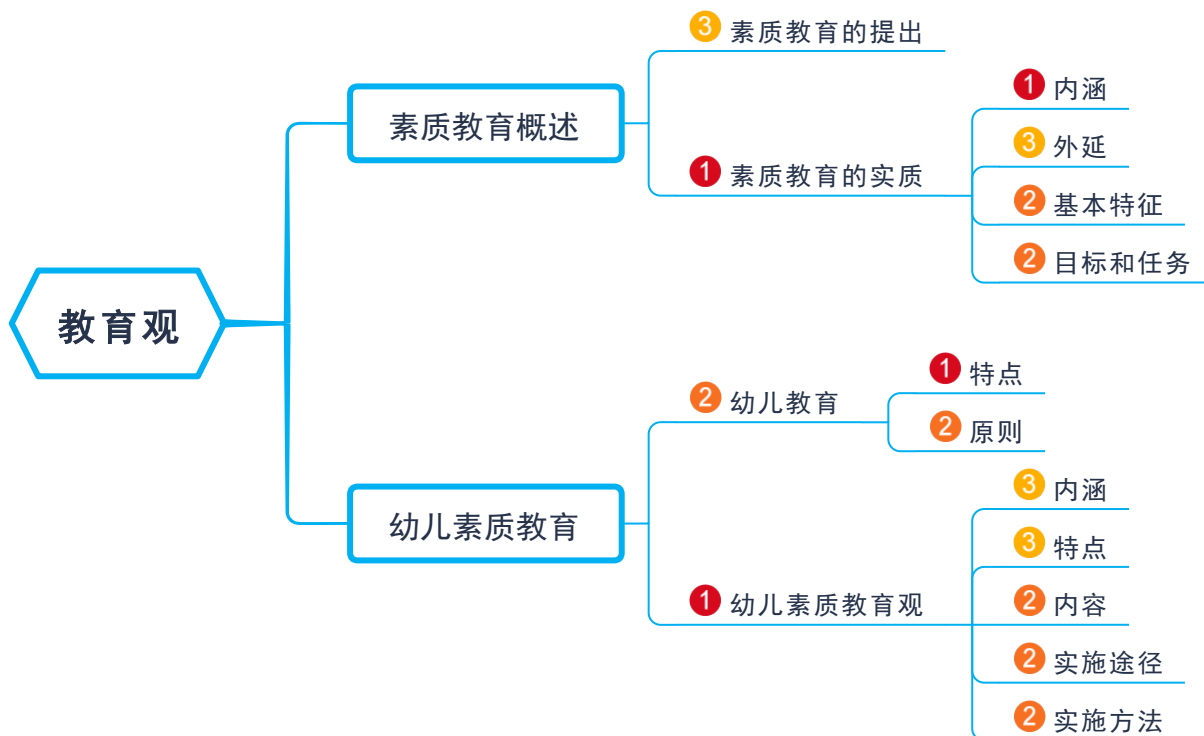 教育观
素质教育概述
3 素质教育的提出
1 素质教育的实质
1 内涵
3 外延
2 基本特征
2 目标和任务
幼儿素质教育
2 幼儿教育
1 特点
2 原则
1 幼儿素质教育观
3 内涵
3 特点
2 内容
2 实施途径
2 实施方法